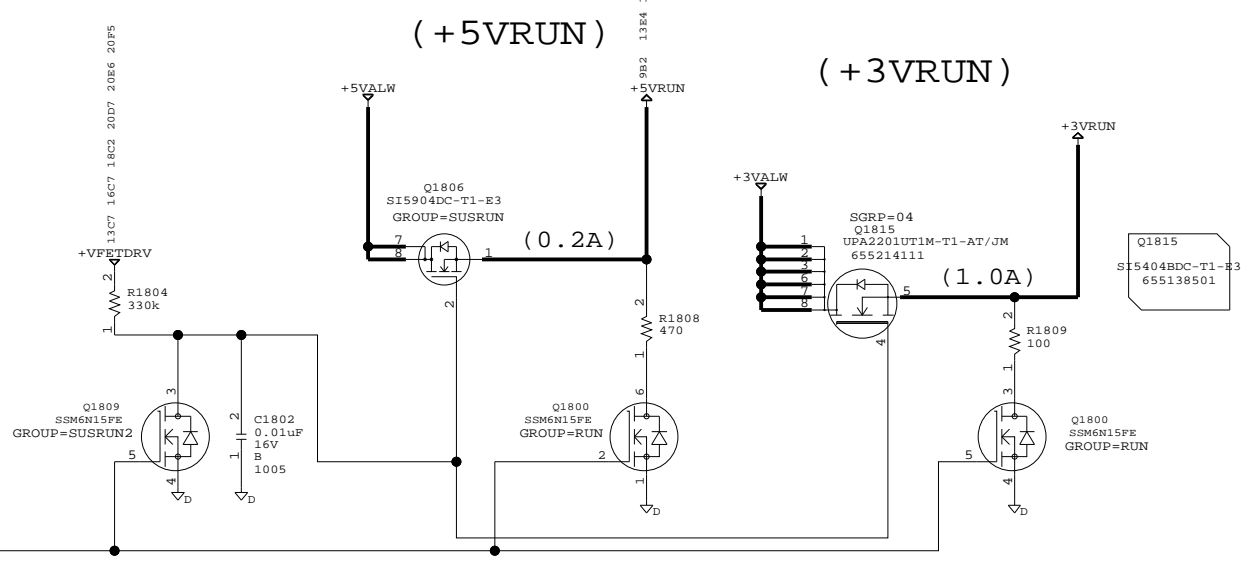 (+5VRUN)
(+3VRUN)
13C7 16C7 18C2 20D7 20E6 20F5
9B2 13E4
+5VALW
+5VRUN
+3VRUN
+3VALW
+VFETDRV
2
R1804
330k
1
Q1806
SI5904DC-T1-E3
GROUP=SUSRUN
7
8
1
2
(0.2A)
SGRP=04
Q1815
UPA2201UT1M-T1-AT/JM
655214111
1
2
3
6
7
8
5
4
(1.0A)
Q1815
SI5404BDC-T1-E3
655138501
2
R1808
470
1
2
R1809
100
1
Q1809
SSM6N15FE
GROUP=SUSRUN2
3
5
4
D
2
C1802
0.01uF
16V
B
1005
1
D
Q1800
SSM6N15FE
GROUP=RUN
6
2
1
D
Q1800
SSM6N15FE
GROUP=RUN
3
5
4
D